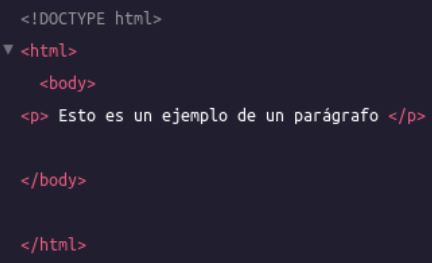 <!DOCTYPE html>
<html>
<body>
<p> Esto es un ejemplo de un parágrafo </p>
</body>
</html>